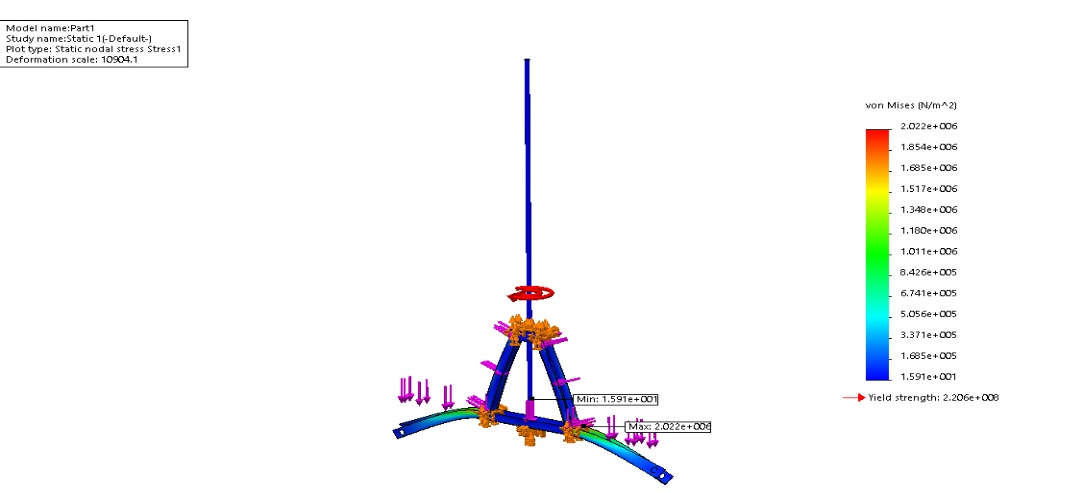 Model name:Part1
Study name:Static 1(-Default-)
Plot type: Static nodal stress Stress1
Deformation scale: 10904.1
von Mises (N/m^2)
2.022e+006
1.854e+006
1.685e+006
1.517e+006
1.348e+006
1.180e+006
1.011e+006
8.426e+005
6.741e+005
5.056e+005
3.371e+005
1.685e+005
1.591e+001
Yield strength: 2.206e+008
Min: 1.591e+001
Max: 2.022e+006